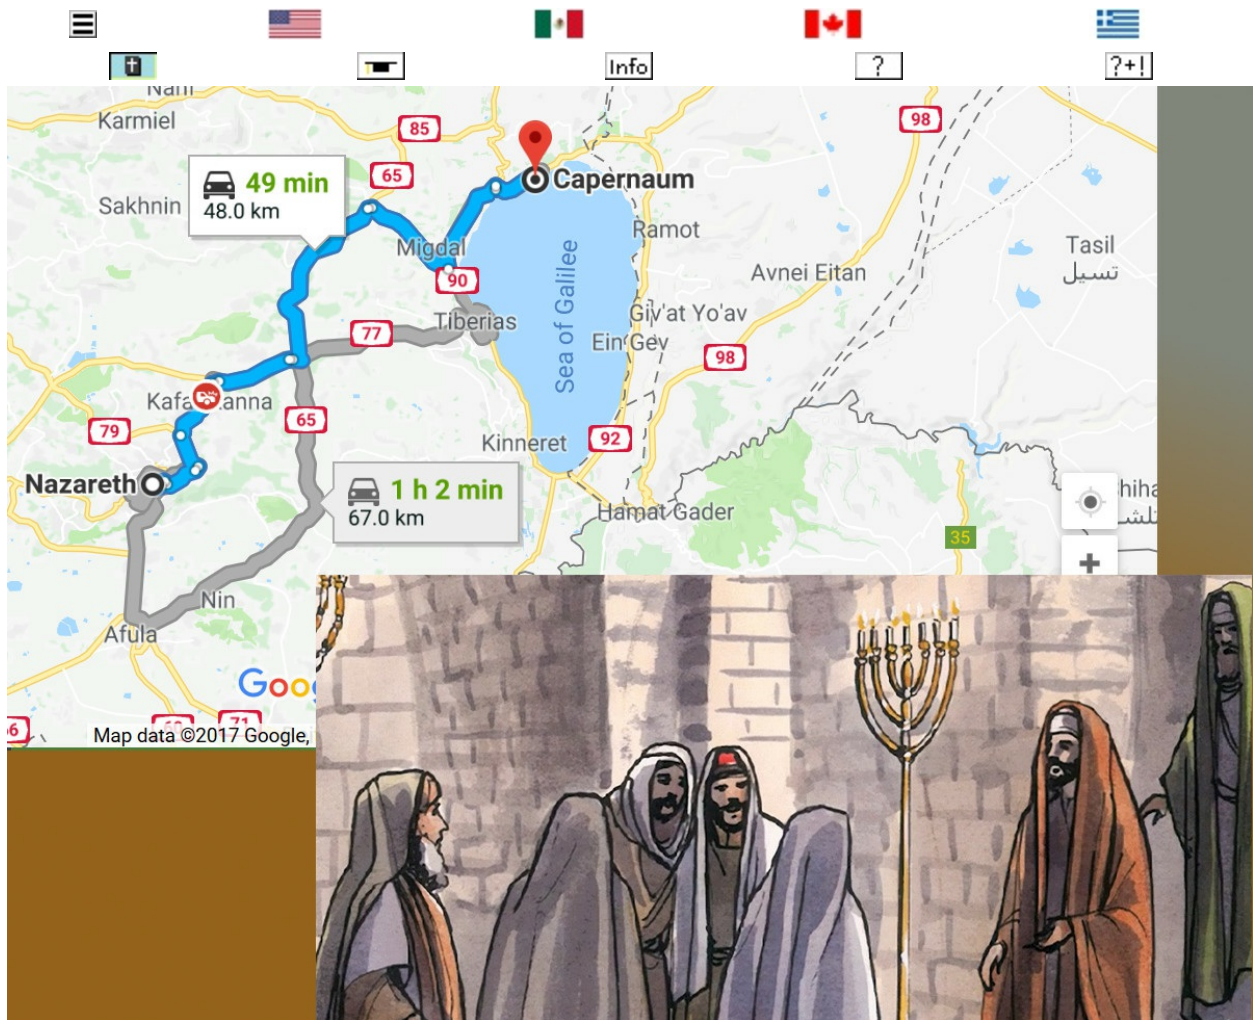 Info
?
?+!
Karmiel
85
98
49 min
48.0 km
65
Capernaum
Sakhnin
Migdal
Ramot
Tasil
تسيل
90
Avnei Eitan
Sea of Galilee
77
Tiberias
Giv'at Yo'av
Ein Gev
98
65
79
Kinneret
92
Nazareth
1 h 2 min
67.0 km
Hamat Gader
35
Nin
Afula
71
Map data ©2017 Google,